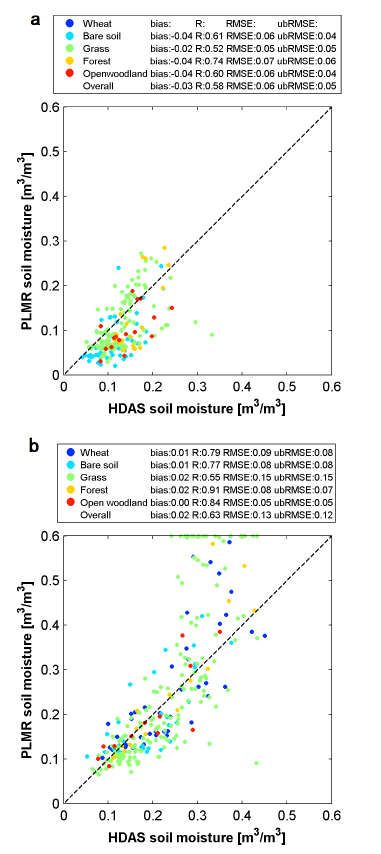 a
bias: R: RMSE: ubRMSE:
Wheat
Bare soil bias:-0.04 R:0.61 RMSE:0.06 ubRMSE:0.04
Grass bias:-0.02 R:0.52 RMSE:0.05 ubRMSE:0.05
Forest bias:-0.04 R:0.74 RMSE:0.07 ubRMSE:0.06
Openwoodland bias:-0.04 R:0.60 RMSE:0.06 ubRMSE:0.04
Overall bias:-0.03 R:0.58 RMSE:0.06 ubRMSE:0.05
0.6
0.5
0.4
0.3
0.2
0.1
0
PLMR soil moisture [m³/m³]
0 0.1 0.2 0.3 0.4 0.5 0.6
HDAS soil moisture [m³/m³]
b
Wheat bias:0.01 R:0.79 RMSE:0.09 ubRMSE:0.08
Bare soil bias:0.01 R:0.77 RMSE:0.08 ubRMSE:0.08
Grass bias:0.02 R:0.55 RMSE:0.15 ubRMSE:0.15
Forest bias:0.02 R:0.91 RMSE:0.08 ubRMSE:0.07
Open woodland bias:0.00 R:0.84 RMSE:0.05 ubRMSE:0.05
Overall bias:0.02 R:0.63 RMSE:0.13 ubRMSE:0.12
0.6
0.5
0.4
0.3
0.2
0.1
0
PLMR soil moisture [m³/m³]
0 0.1 0.2 0.3 0.4 0.5 0.6
HDAS soil moisture [m³/m³]